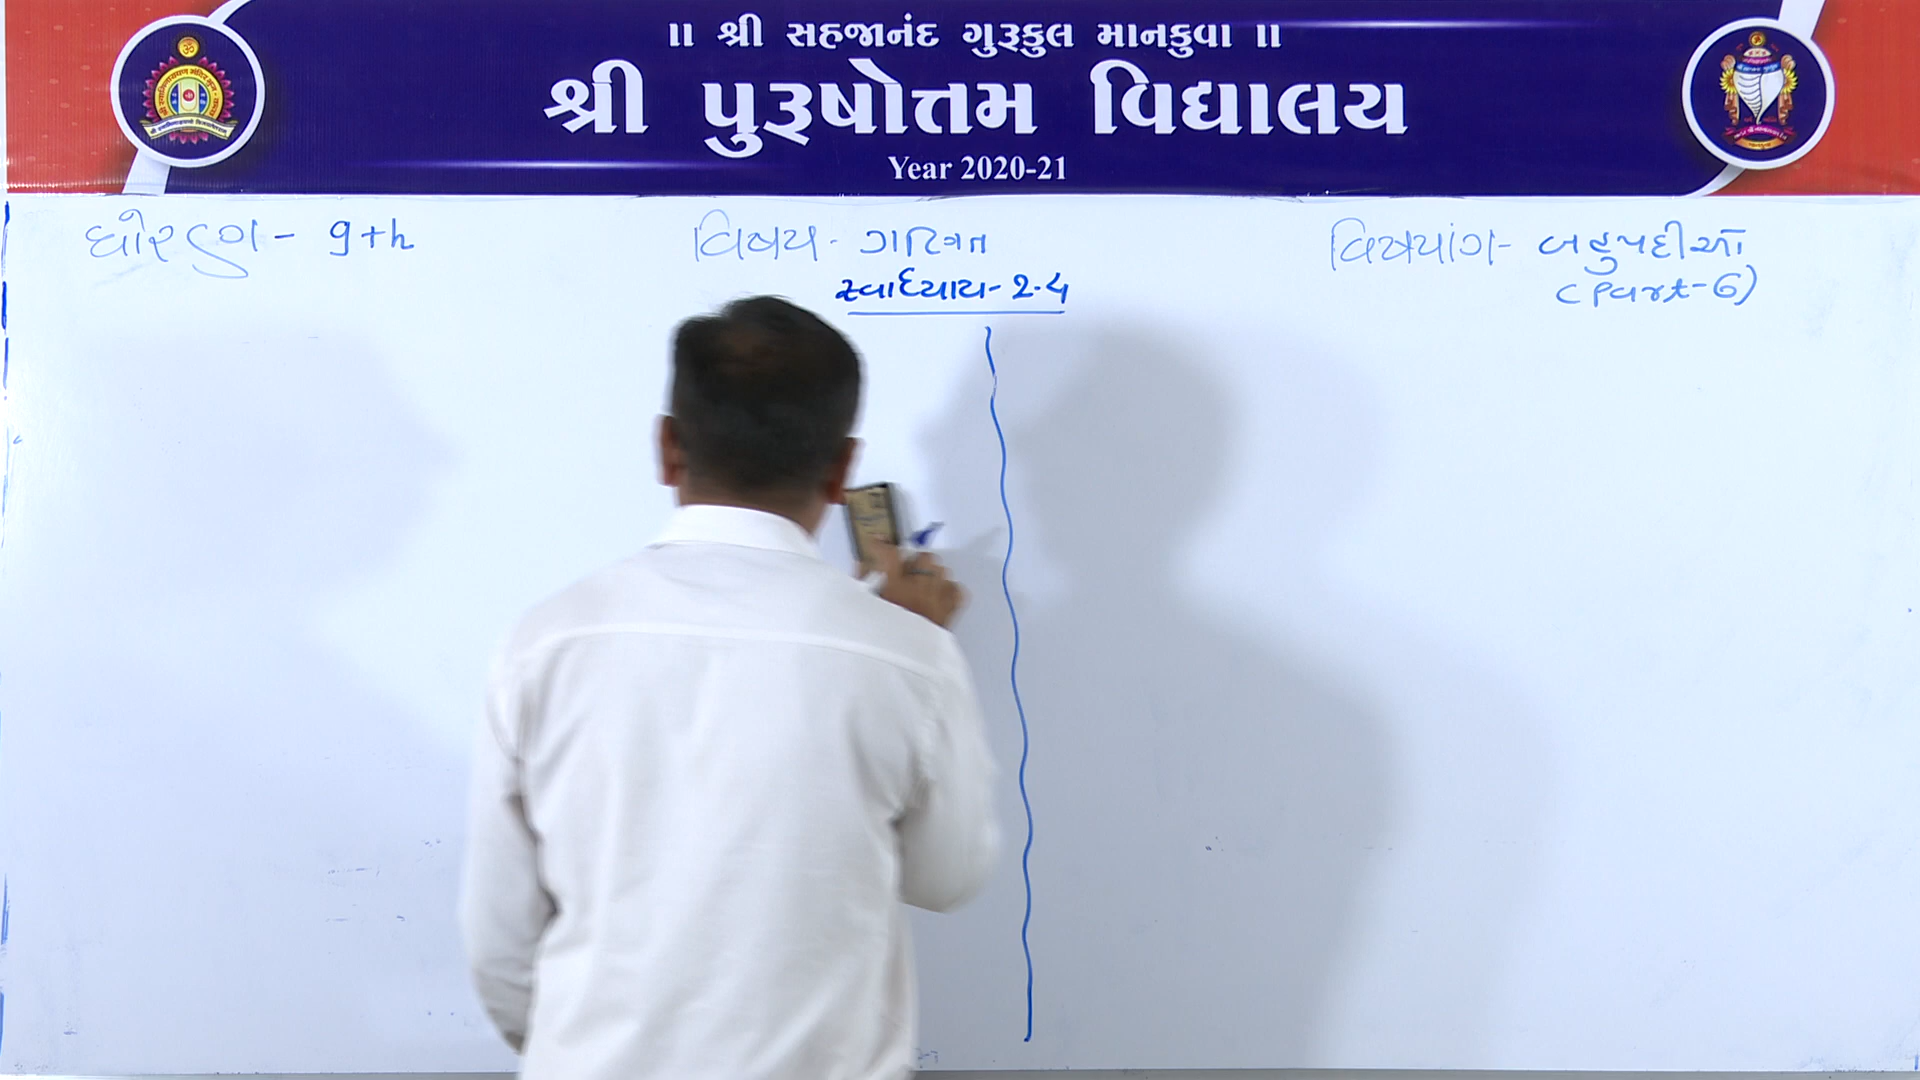 ॥ શ્રી સહજાનંદ ગુરૂકુલ માનકુવા ॥
શ્રી પુરૂષોત્તમ વિદ્યાલય
Year 2020-21
ધોરણ - 9th
વિષય - ગણિત
વિષયાંગ - બહુપદીઓ
(Part-6)
સ્વાધ્યાય - 2.4